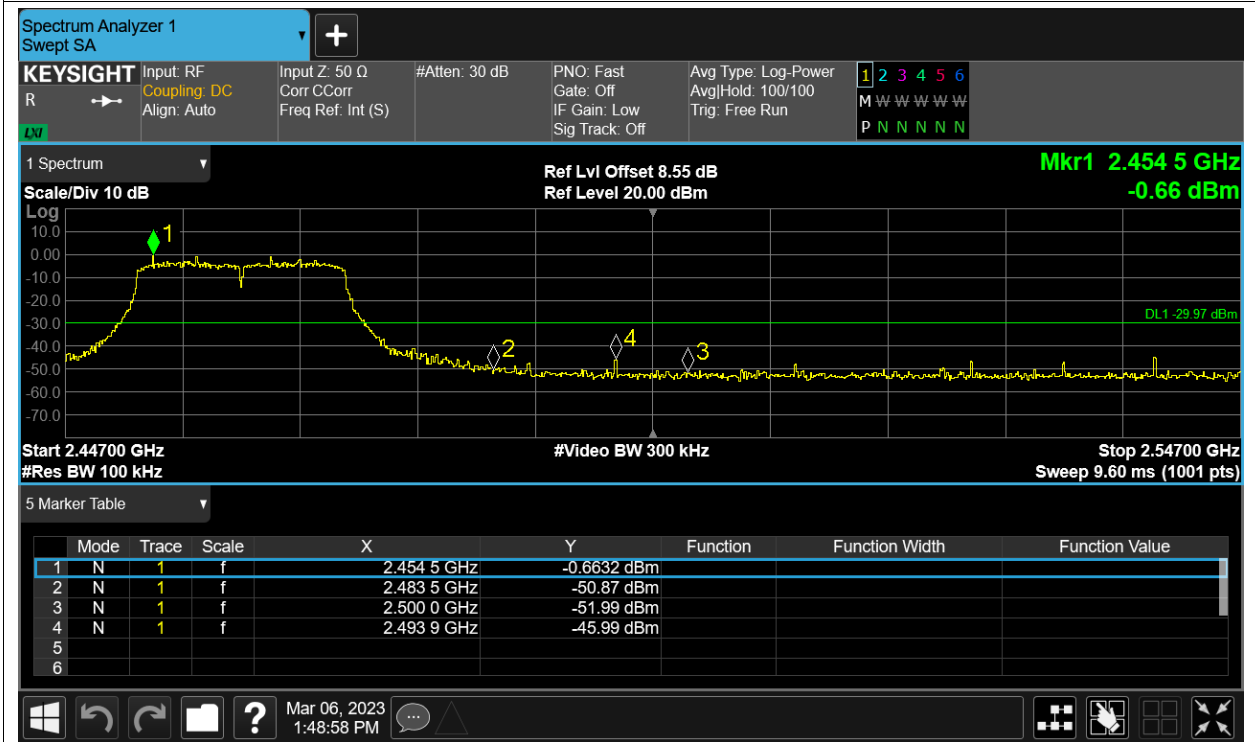 Spectrum Analyzer 1
Swept SA
KEYSIGHT Input: RF Input Z: 50 Ω #Atten: 30 dB PNO: Fast Avg Type: Log-Power 1 2 3 4 5 6
R Coupling: DC Corr CCorr Gate: Off Avg|Hold: 100/100 M W W W W W
Align: Auto Freq Ref: Int (S) IF Gain: Low Trig: Free Run
LXI Sig Track: Off P N N N N N
1 Spectrum Ref Lvl Offset 8.55 dB Mkr1 2.454 5 GHz
Scale/Div 10 dB Ref Level 20.00 dBm -0.66 dBm
Log
10.0
1
0.00
-10.0
-20.0
DL1 -29.97 dBm
-30.0
-40.0
2 4 3
-50.0
-60.0
-70.0
Start 2.44700 GHz #Video BW 300 kHz Stop 2.54700 GHz
#Res BW 100 kHz Sweep 9.60 ms (1001 pts)
5 Marker Table
Mode Trace Scale X Y Function Function Width Function Value
1 N 1 f 2.454 5 GHz -0.6632 dBm
2 N 1 f 2.483 5 GHz -50.87 dBm
3 N 1 f 2.500 0 GHz -51.99 dBm
4 N 1 f 2.493 9 GHz -45.99 dBm
5
6
? Mar 06, 2023
1:48:58 PM